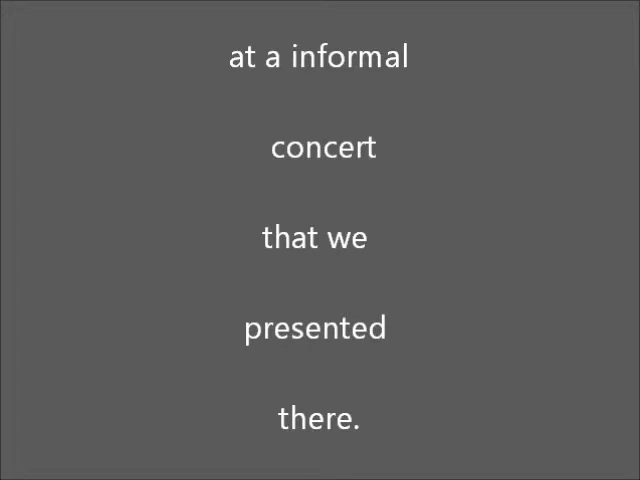 at a informal
concert
that we
presented
there.